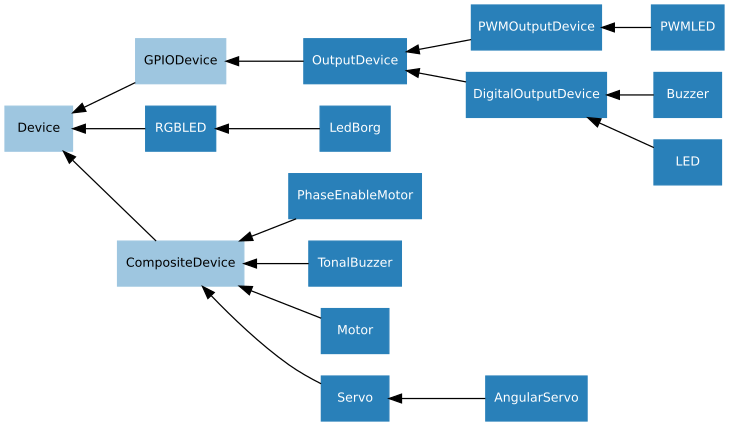 PWMOutputDevice
PWMLED
GPIODevice
OutputDevice
DigitalOutputDevice
Buzzer
Device
RGBLED
LedBorg
LED
PhaseEnableMotor
CompositeDevice
TonalBuzzer
Motor
Servo
AngularServo